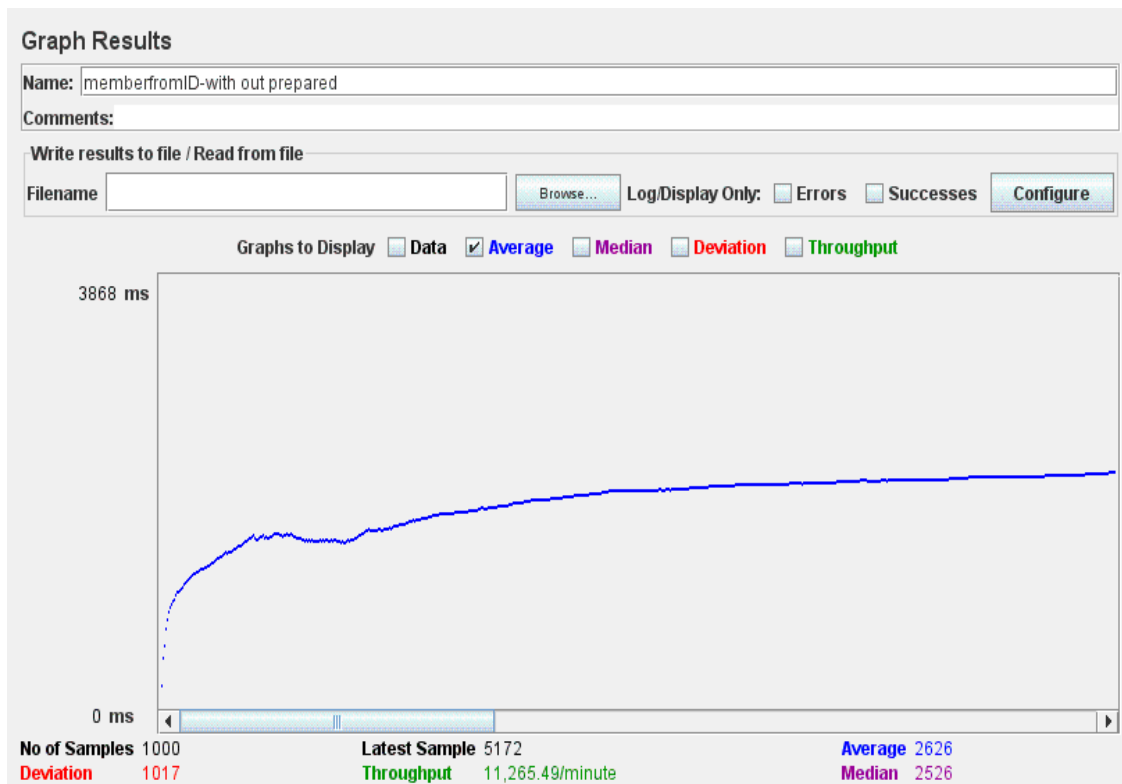 Graph Results
Name: memberfromID-with out prepared
Comments:
Write results to file / Read from file
Filename Browse... Log/Display Only: Errors Successes Configure
Graphs to Display Data Average Median Deviation Throughput
3868 ms
0 ms
No of Samples 1000 Latest Sample 5172 Average 2626
Deviation 1017 Throughput 11,265.49/minute Median 2526